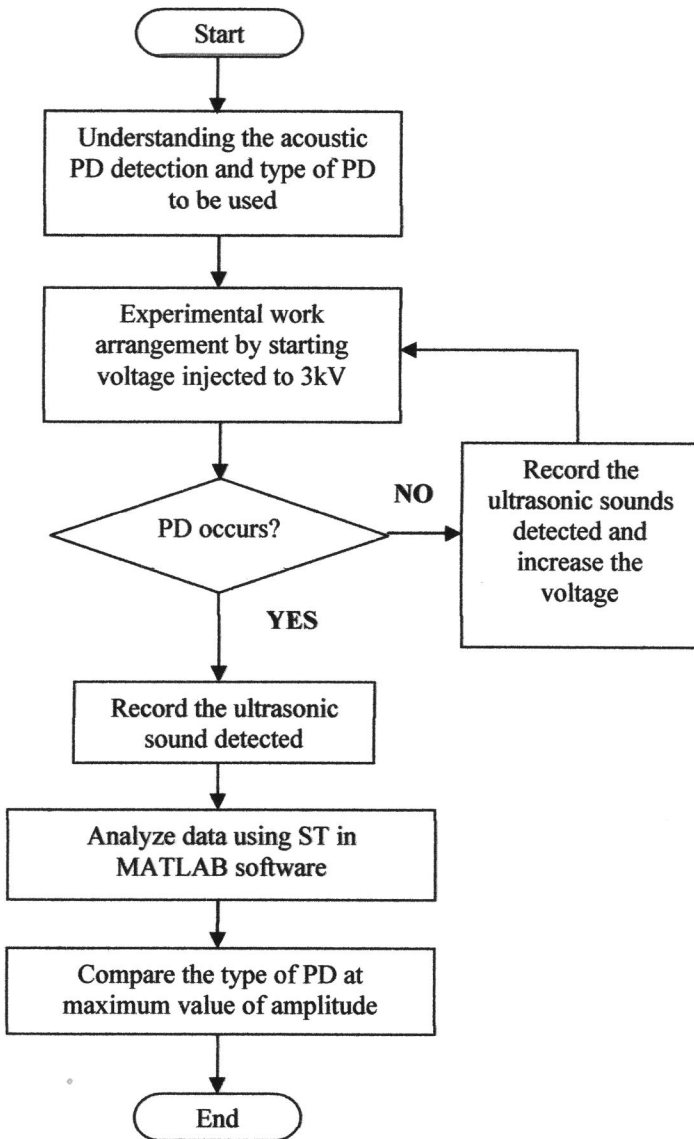 Start
Understanding the acoustic
PD detection and type of PD
to be used
Experimental work
arrangement by starting
voltage injected to 3kV
PD occurs?
NO
Record the
ultrasonic sounds
detected and
increase the
voltage
YES
Record the ultrasonic
sound detected
Analyze data using ST in
MATLAB software
Compare the type of PD at
maximum value of amplitude
End